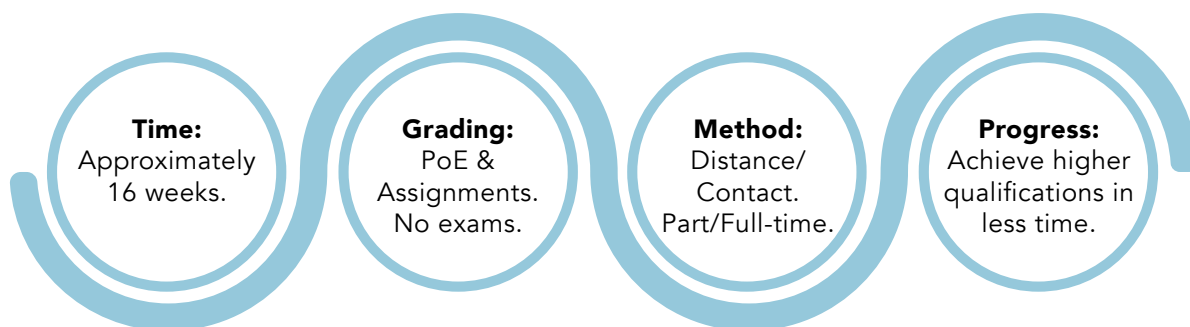 Time:
Approximately
16 weeks.
Grading:
PoE &
Assignments.
No exams.
Method:
Distance/
Contact.
Part/Full-time.
Progress:
Achieve higher
qualifications in
less time.